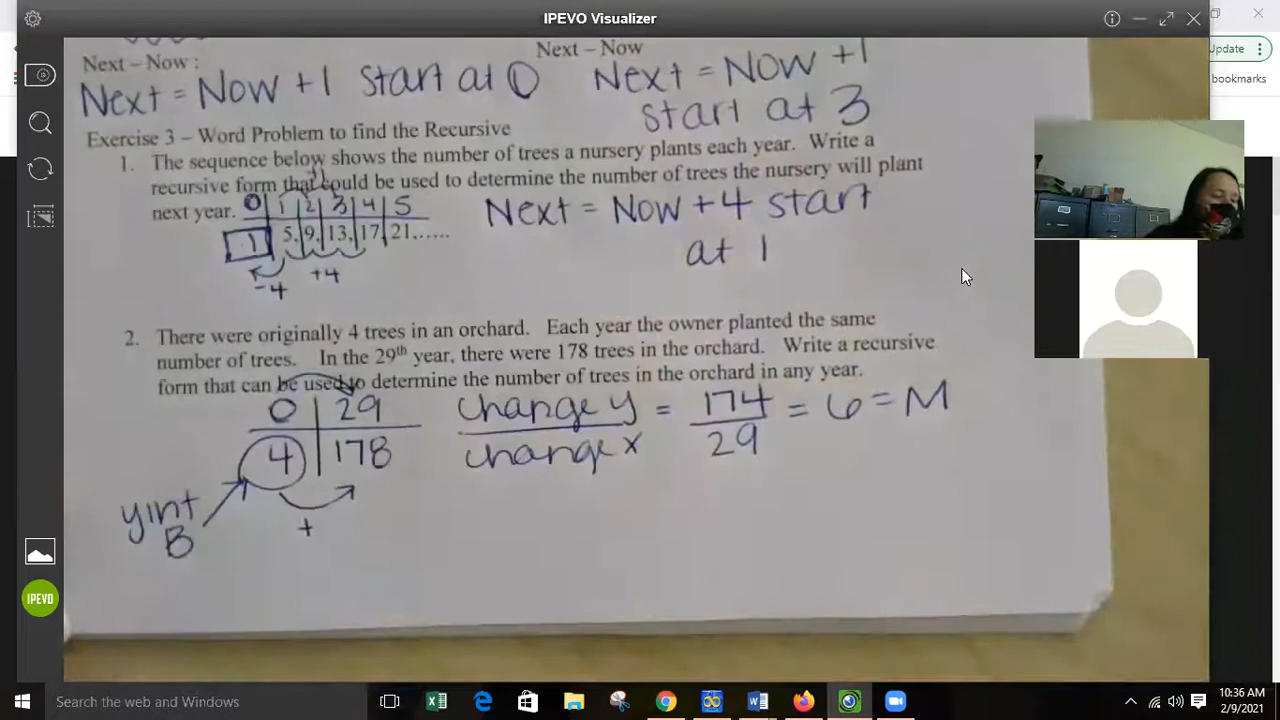 IPEVO Visualizer
Update
bookmarks
Next – Now :
Next – Now
Next = Now +1 start at 0
Next = Now +1
start at 3
Exercise 3 – Word Problem to find the Recursive
1. The sequence below shows the number of trees a nursery plants each year. Write a
recursive form that could be used to determine the number of trees the nursery will plant
next year.
0 1 2 3 4 5
1 5, 9, 13, 17, 21,......
-4 +4
Next = Now +4 start
at 1
2. There were originally 4 trees in an orchard. Each year the owner planted the same
number of trees. In the 29th year, there were 178 trees in the orchard. Write a recursive
form that can be used to determine the number of trees in the orchard in any year.
0 29
4 178
+
yint
B
change y = 174 = 6 = M
change x 29
IPEVO
Search the web and Windows
10:36 AM
2/9/2021